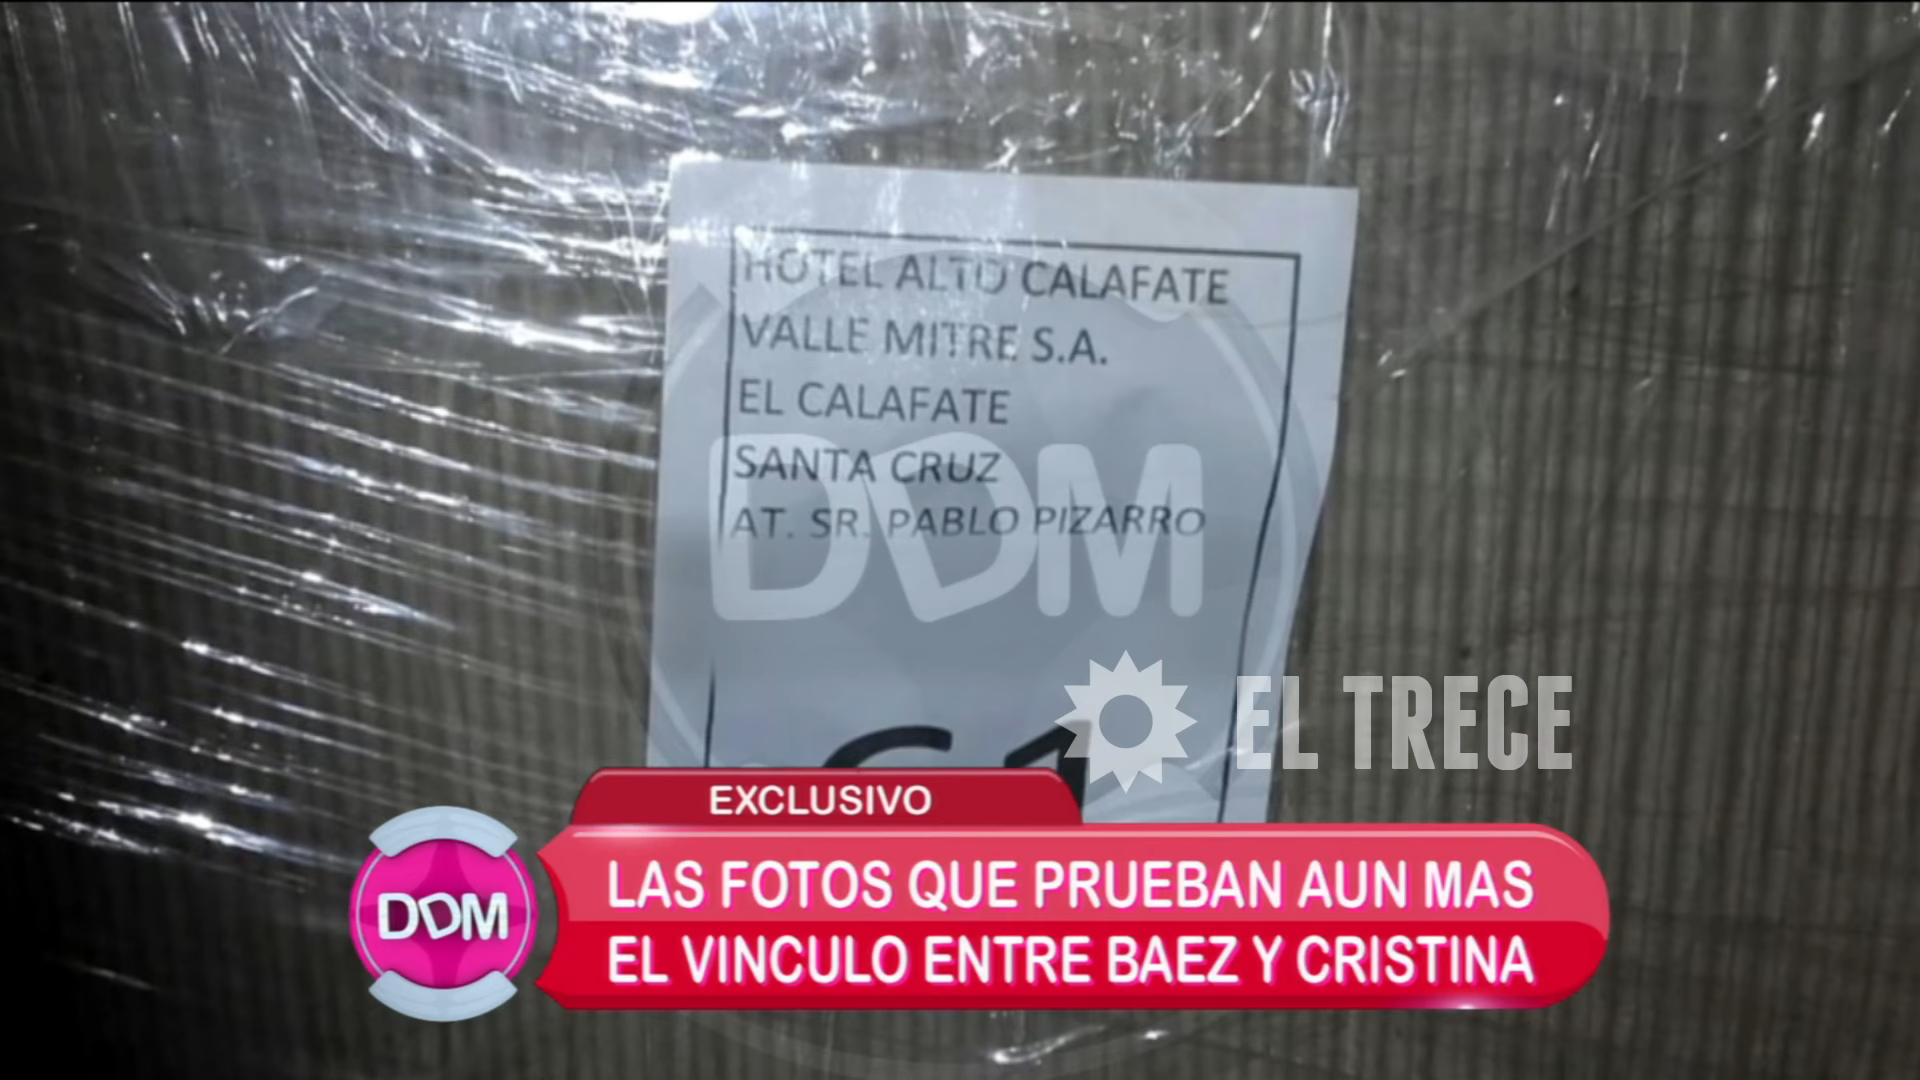 HOTEL ALTO CALAFATE
VALLE MITRE S.A.
EL CALAFATE
SANTA CRUZ
AT. SR. PABLO PIZARRO
DDM
EL TRECE
EXCLUSIVO
DDM
LAS FOTOS QUE PRUEBAN AUN MAS
EL VINCULO ENTRE BAEZ Y CRISTINA